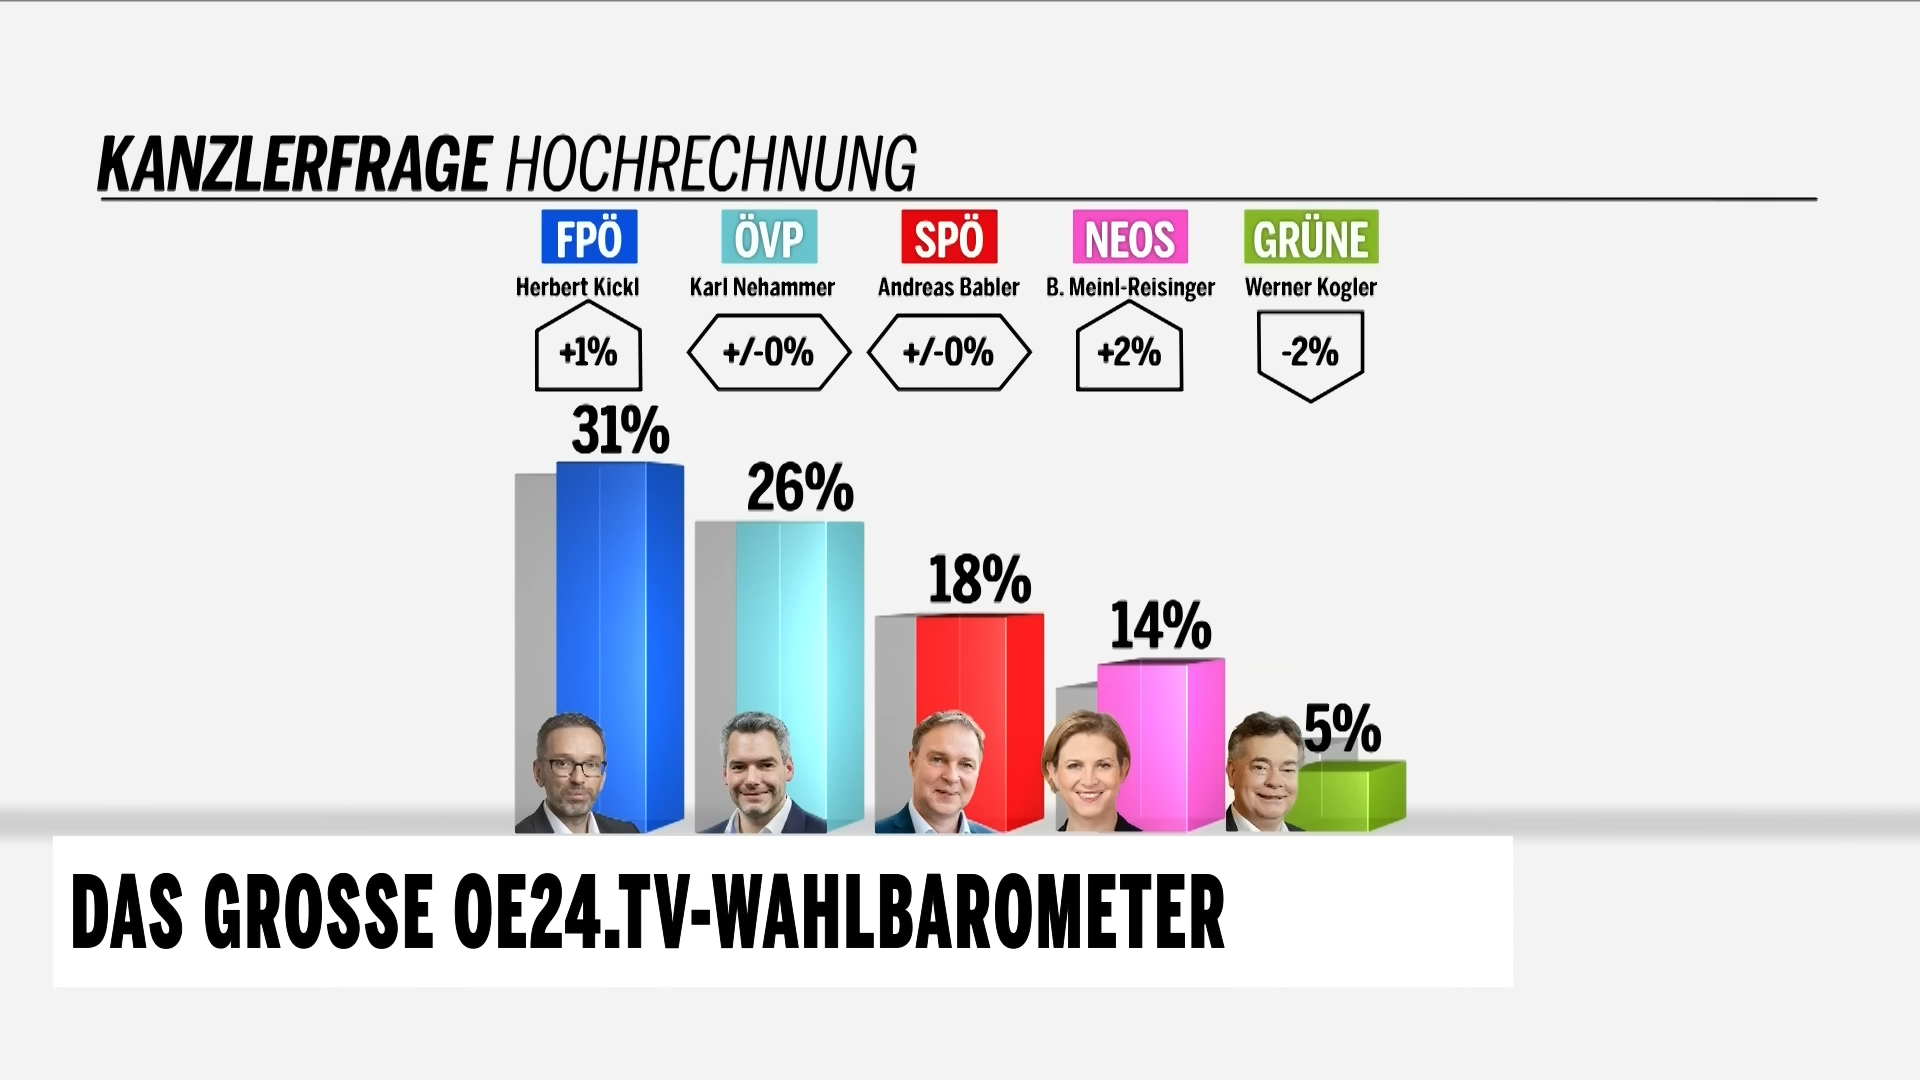 KANZLERFRAGE HOCHRECHNUNG
FPÖ ÖVP SPÖ NEOS GRÜNE
Herbert Kickl Karl Nehammer Andreas Babler B. Meinl-Reisinger Werner Kogler
+1% +/-0% +/-0% +2% -2%
31%
26%
18%
14%
5%
DAS GROSSE OE24.TV-WAHLBAROMETER